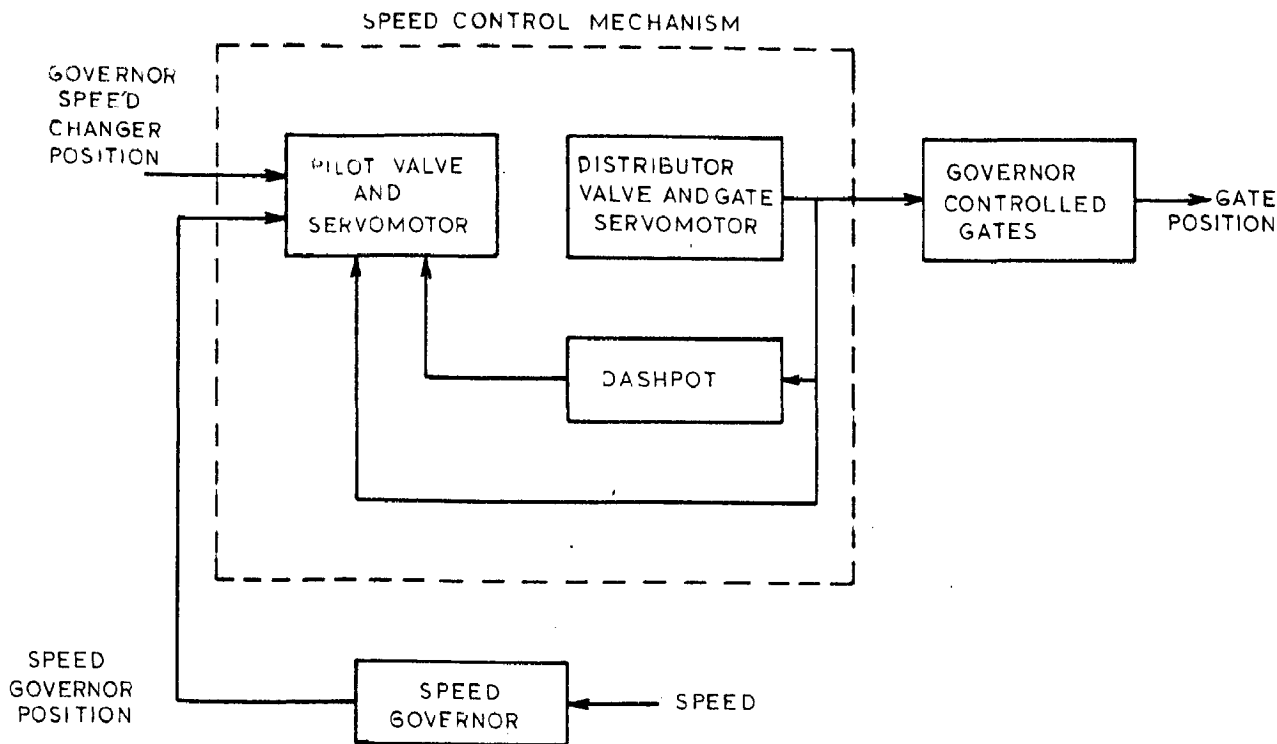 SPEED CONTROL MECHANISM
GOVERNOR
SPEE'D
CHANGER
POSITION
PILOT VALVE
AND
SERVOMOTOR
DISTRIBUTOR
VALVE AND GATE
SERVOMOTOR
GOVERNOR
CONTROLLED
GATES
GATE
POSITION
DASHPOT
SPEED
GOVERNOR
POSITION
SPEED
GOVERNOR
SPEED